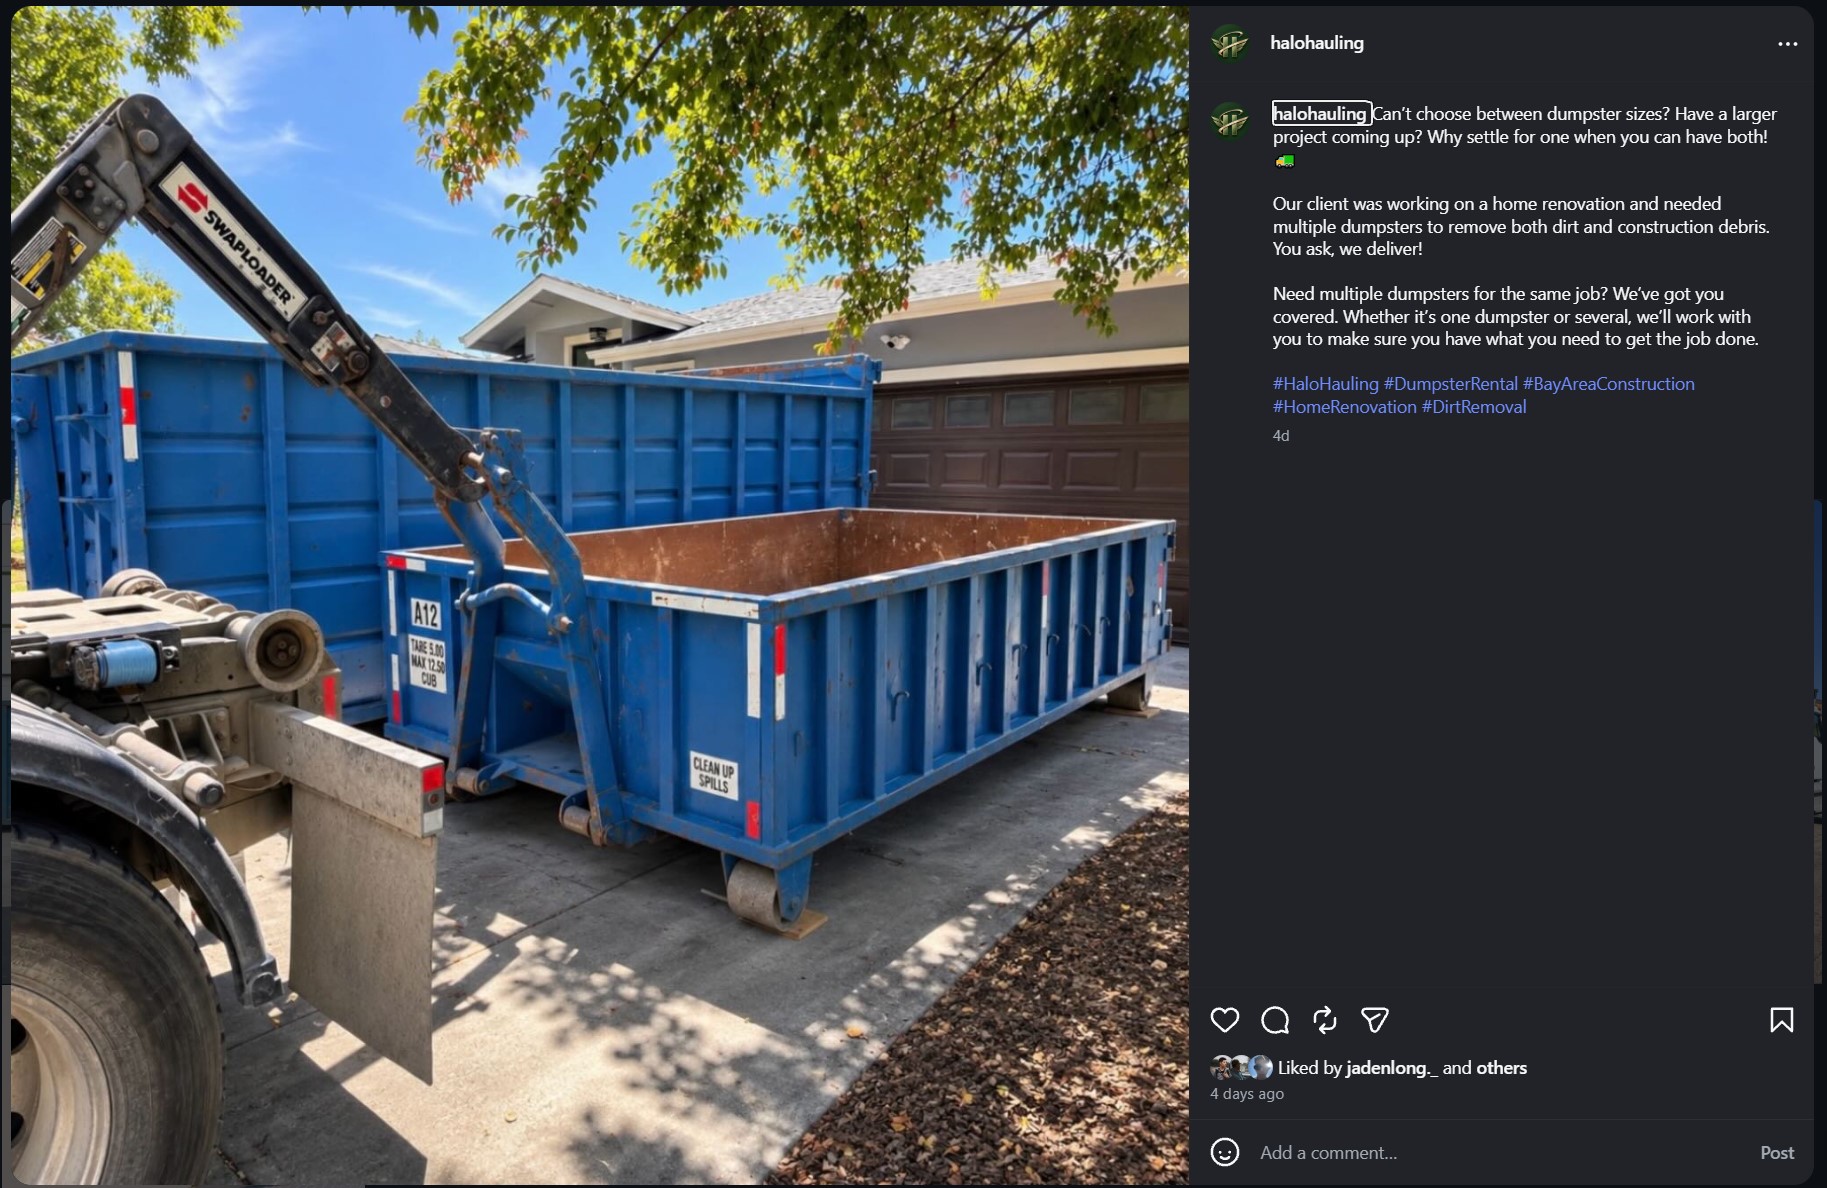 halohauling
halohauling Can't choose between dumpster sizes? Have a larger
project coming up? Why settle for one when you can have both!
🚛
Our client was working on a home renovation and needed
multiple dumpsters to remove both dirt and construction debris.
You ask, we deliver!
Need multiple dumpsters for the same job? We've got you
covered. Whether it's one dumpster or several, we'll work with
you to make sure you have what you need to get the job done.
#HaloHauling #DumpsterRental #BayAreaConstruction
#HomeRenovation #DirtRemoval
4d
SWAPLOADER
A12
TARE 5.00
MAX 12.50
CUB
CLEAN UP
SPILLS
Liked by jadenlong._ and others
4 days ago
Add a comment...
Post